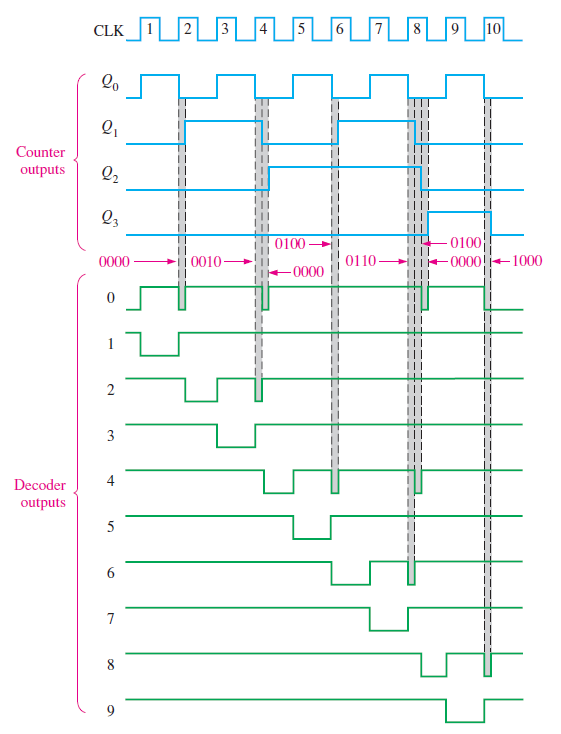 CLK 1 2 3 4 5 6 7 8 9 10
Q0
Q1
Counter
outputs
Q2
Q3
0100 0100
0000 0010 0110 0000 1000
0000
0
1
2
3
4
Decoder
outputs
5
6
7
8
9